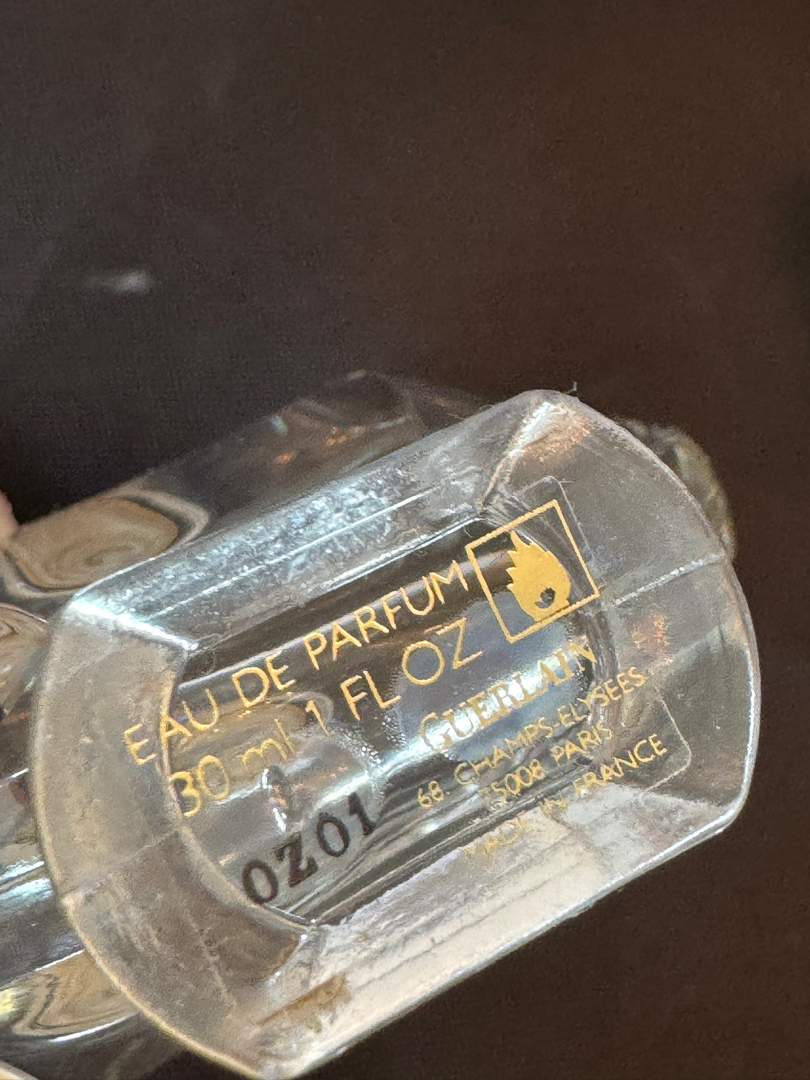 EAU DE PARFUM
30 ml 1 FL OZ
GUERLAIN
68. CHAMPS-ELYSEES.
75008 PARIS
MADE IN FRANCE
0Z01